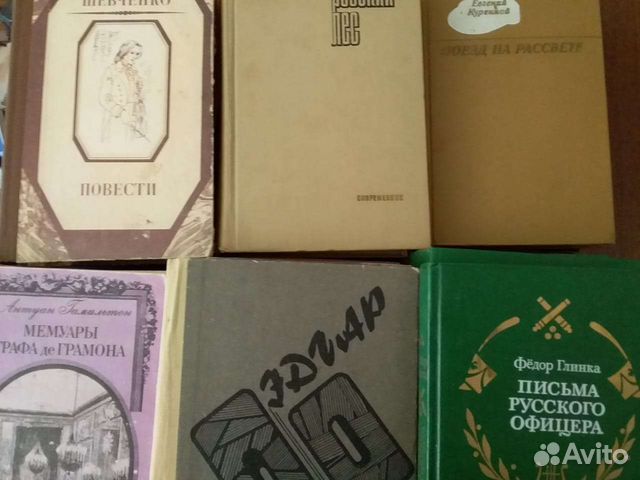 ШЕВЧЕНКО
ПОВЕСТИ
РУССКИЙ
ЛЕС
СОВРЕМЕННИК
Евгений
ПОЕЗД НА РАССВЕТЕ
Антуан Гамильтон
МЕМУАРЫ
ГРАФА де ГРАМОНА
ЭДГАР
ПО
Фёдор Глинка
ПИСЬМА
РУССКОГО
ОФИЦЕРА
Avito